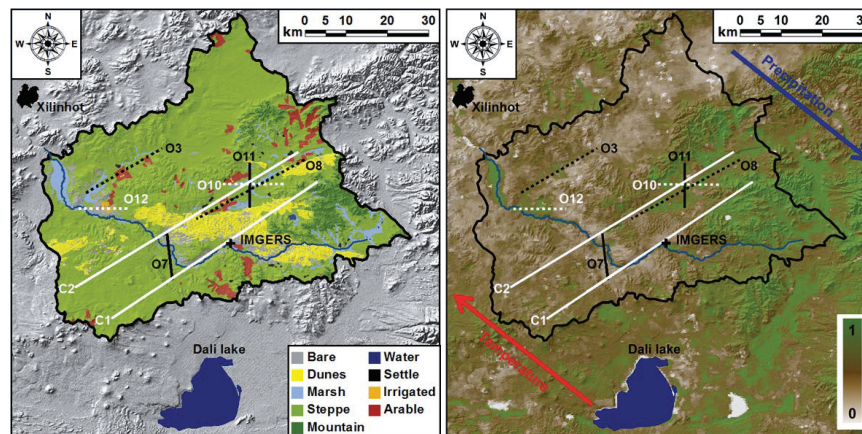 N
W E
S
km
0 10 20 30
Xilinhot
O3
O11
O8
O10
O12
IMGERS
O7
C2
C1
Dali lake
Bare
Dunes
Marsh
Steppe
Mountain
Water
Settle
Irrigated
Arable
N
W E
S
km
0 10 20 30
Xilinhot
Precipitation
O3
O11
O8
O10
O12
IMGERS
O7
C2
C1
Temperature
Dali lake
1
0